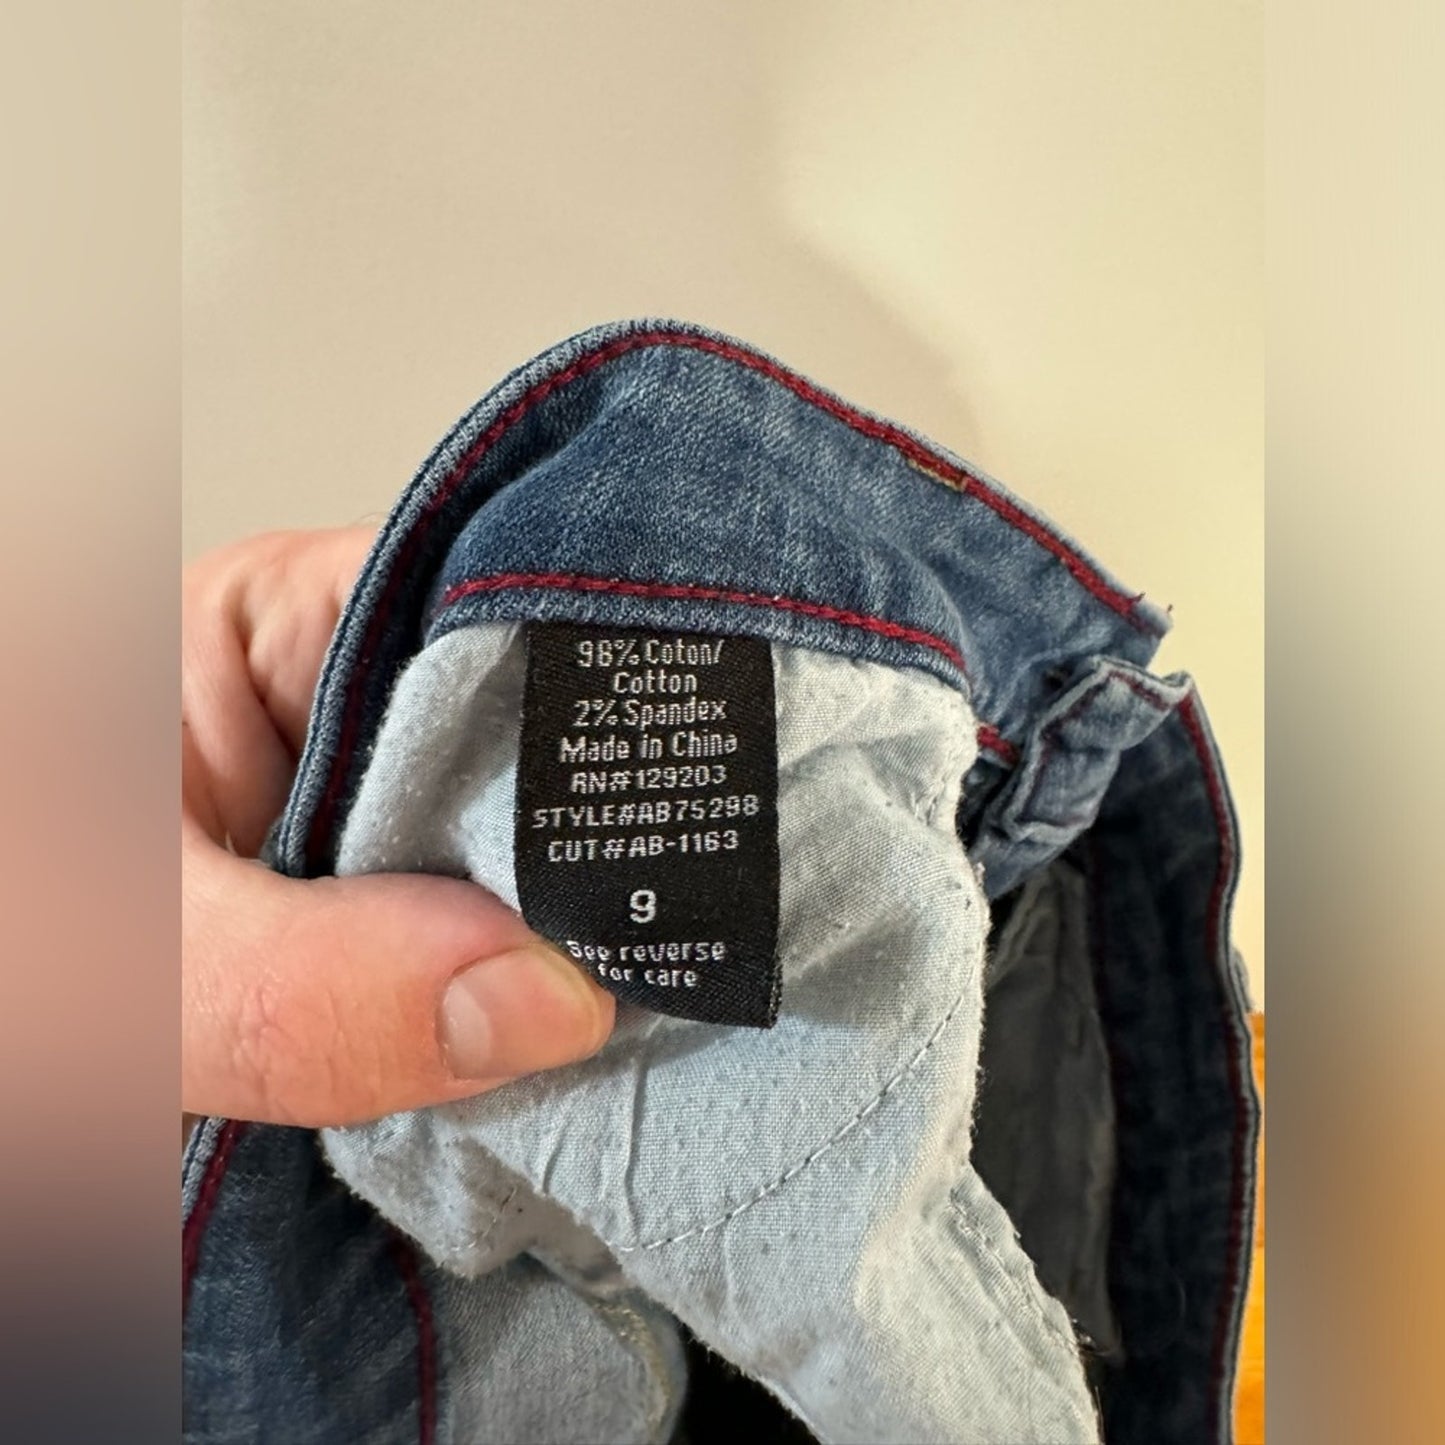 98% Coton/
Cotton
2% Spandex
Made in China
RN#129203
STYLE#AB75298
CUT#AB-1163
9
See reverse
for care